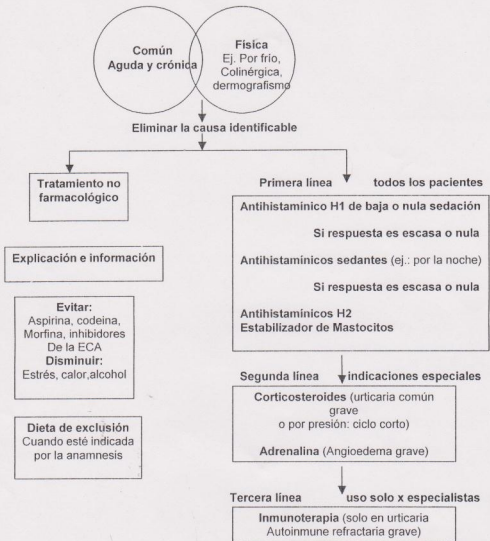 Común
Aguda y crónica
Fisica
Ej. Por frío,
Colinérgica,
dermografismo
Eliminar la causa identificable
Tratamiento no
farmacológico
Explicación e información
Evitar:
Aspirina, codeína,
Morfina, inhibidores
De la ECA
Disminuir:
Estrés, calor,alcohol
Dieta de exclusión
Cuando esté indicada
por la anamnesis
Primera línea todos los pacientes
Antihistamínico H1 de baja o nula sedación
Si respuesta es escasa o nula
Antihistamínicos sedantes (ej.: por la noche)
Si respuesta es escasa o nula
Antihistamínicos H2
Estabilizador de Mastocitos
Segunda línea indicaciones especiales
Corticosteroides (urticaria común
grave
o por presión: ciclo corto)
Adrenalina (Angioedema grave)
Tercera línea uso solo x especialistas
Inmunoterapia (solo en urticaria
Autoinmune refractaria grave)